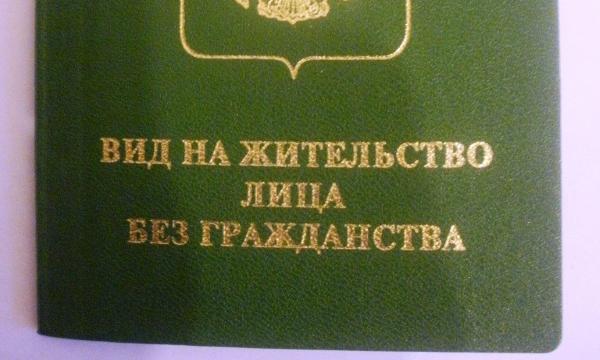 ВИД НА ЖИТЕЛЬСТВО
ЛИЦА
БЕЗ ГРАЖДАНСТВА